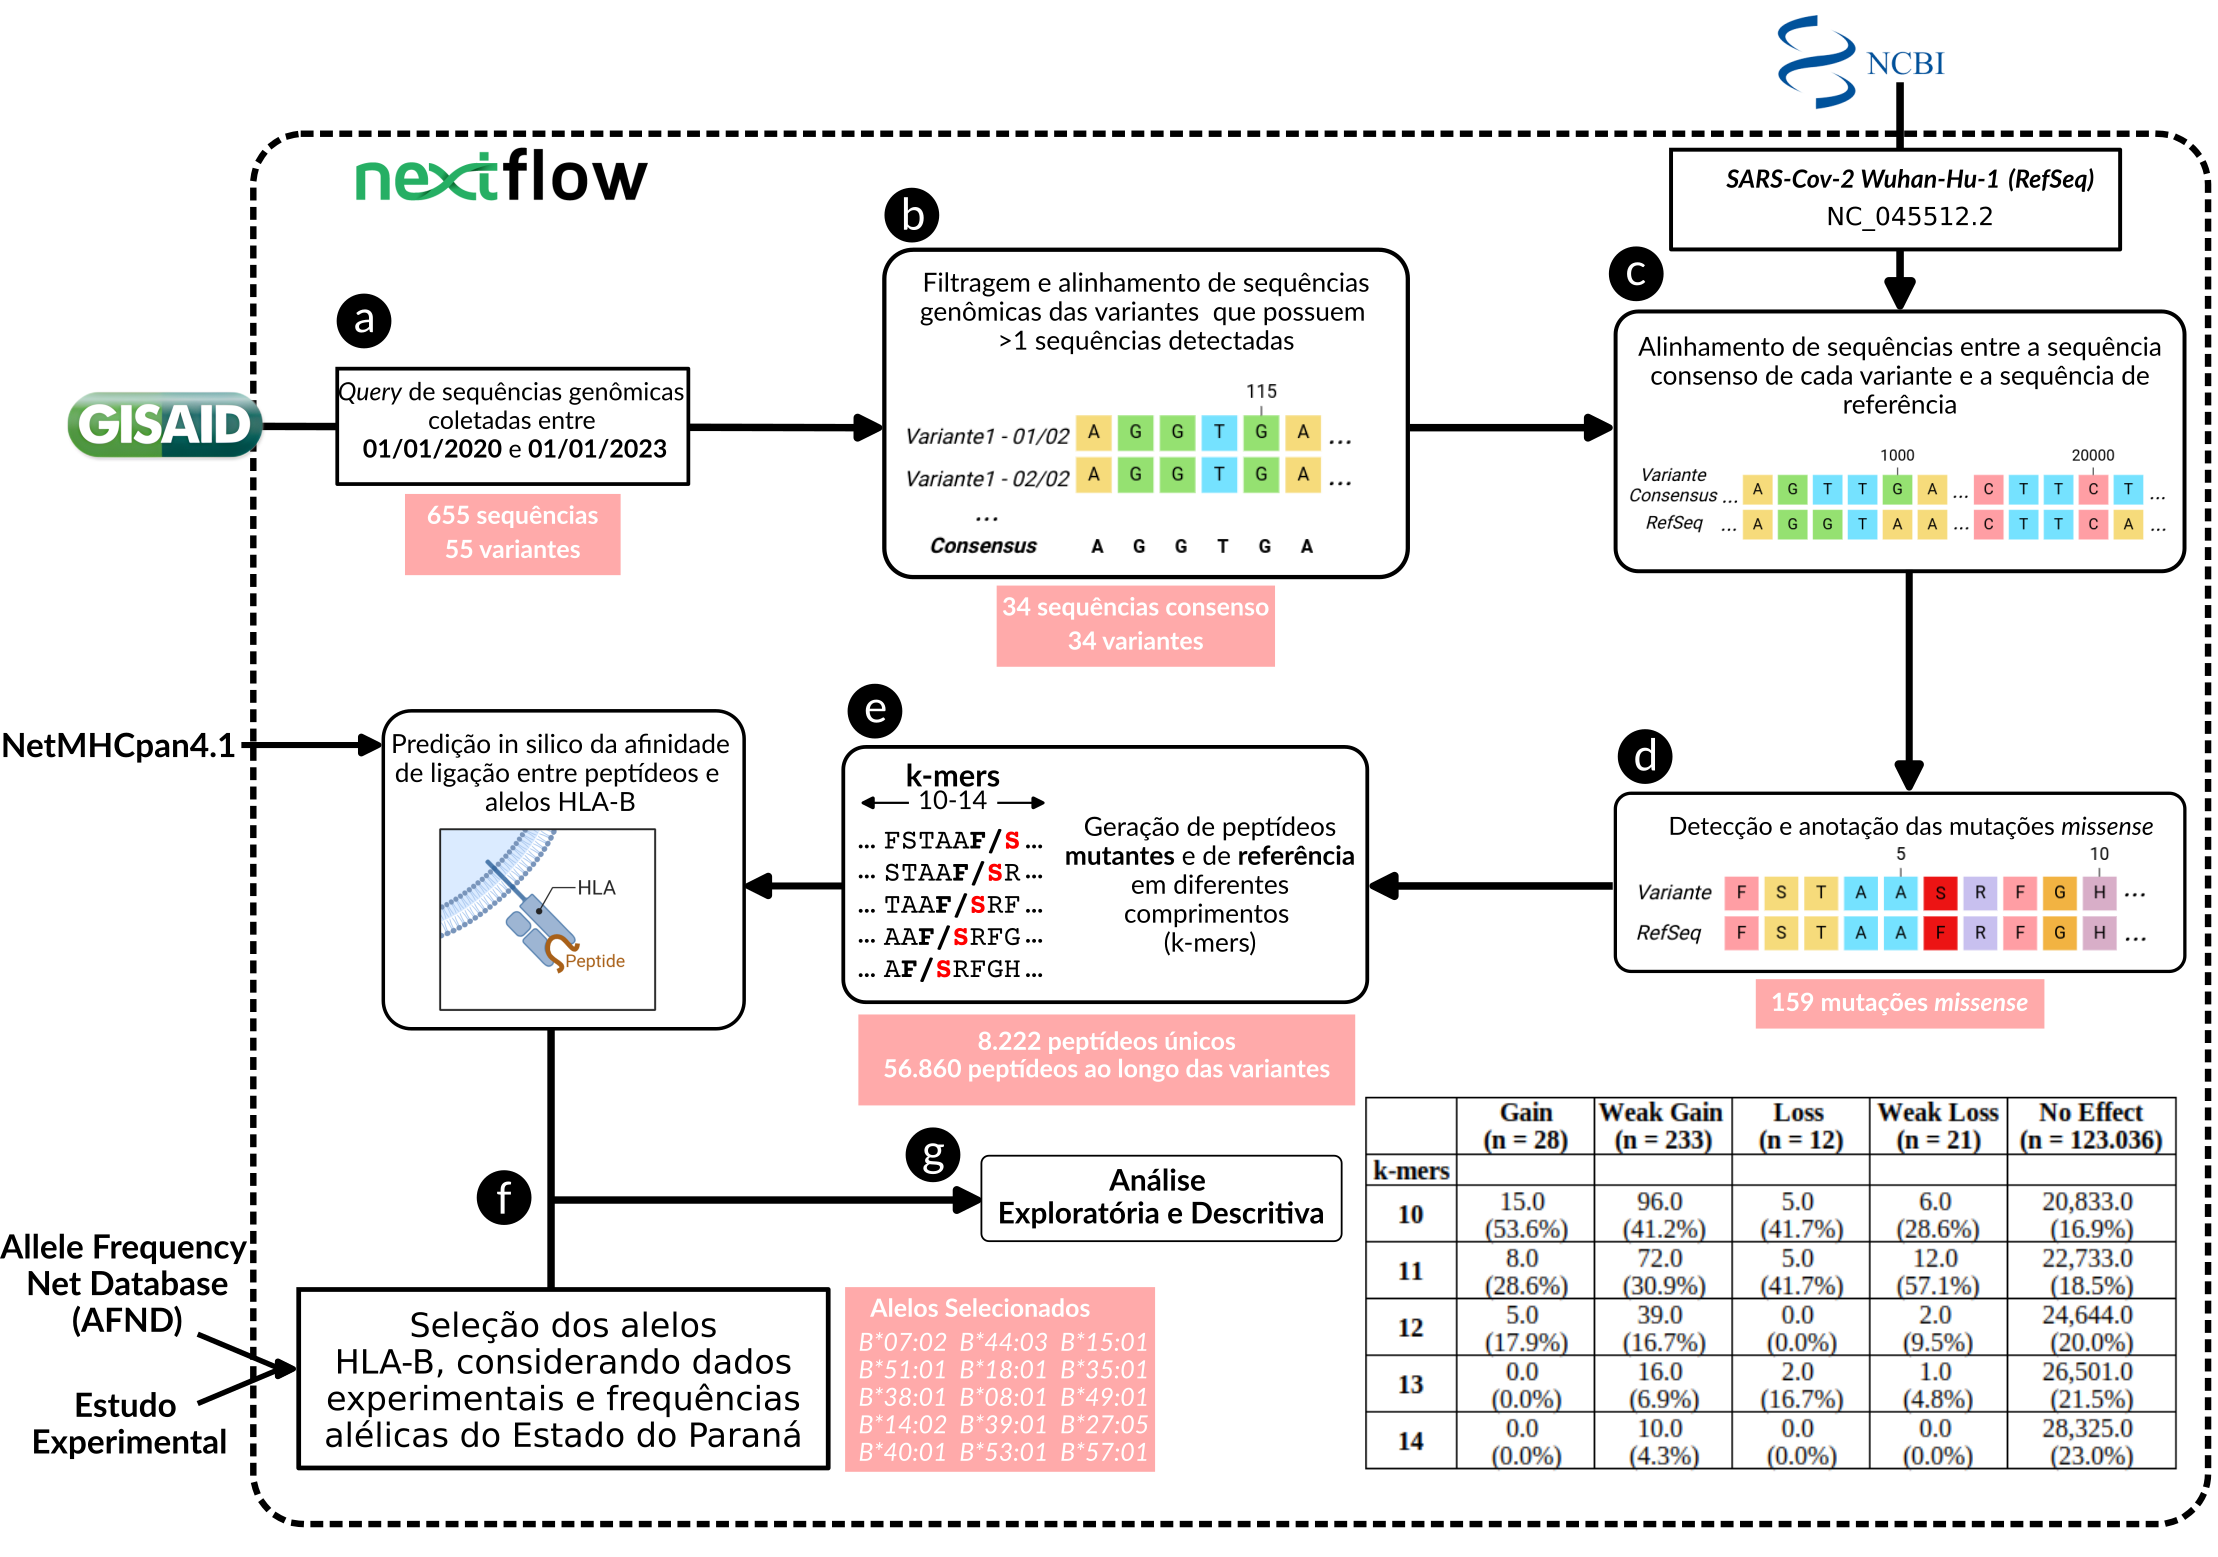 NCBI
nextflow
SARS-Cov-2 Wuhan-Hu-1 (RefSeq)
NC_045512.2
a
GISAID
Query de sequências genômicas
coletadas entre
01/01/2020 e 01/01/2023
655 sequências
55 variantes
b
Filtragem e alinhamento de sequências
genômicas das variantes que possuem
>1 sequências detectadas
115
Variante1 - 01/02 A G G T G A ...
Variante1 - 02/02 A G G T G A ...
...
Consensus A G G T G A
34 sequências consenso
34 variantes
c
Alinhamento de sequências entre a sequência
consenso de cada variante e a sequência de
referência
1000 20000
Variante
Consensus ... A G T T G A ... C T T C T ...
RefSeq ... A G G T A A ... C T T C A ...
d
Detecção e anotação das mutações missense
5 10
Variante F S T A A S R F G H ...
RefSeq F S T A A F R F G H ...
159 mutações missense
e
k-mers
10-14
... FSTAAF/S ...
... STAAF/SR ...
... TAAF/SRF ...
... AAF/SRFG ...
... AF/SRFGH ...
Geração de peptídeos
mutantes e de referência
em diferentes
comprimentos
(k-mers)
8.222 peptídeos únicos
56.860 peptídeos ao longo das variantes
NetMHCpan4.1
Predição in silico da afinidade
de ligação entre peptídeos e
alelos HLA-B
HLA
Peptide
f
g
Análise
Exploratória e Descritiva
Allele Frequency
Net Database
(AFND)
Estudo
Experimental
Seleção dos alelos
HLA-B, considerando dados
experimentais e frequências
alélicas do Estado do Paraná
Alelos Selecionados
B*07:02 B*44:03 B*15:01
B*51:01 B*18:01 B*35:01
B*38:01 B*08:01 B*49:01
B*14:02 B*39:01 B*27:05
B*40:01 B*53:01 B*57:01
Gain Weak Gain Loss Weak Loss No Effect
(n = 28) (n = 233) (n = 12) (n = 21) (n = 123.036)
k-mers
10 15.0 96.0 5.0 6.0 20,833.0
(53.6%) (41.2%) (41.7%) (28.6%) (16.9%)
11 8.0 72.0 5.0 12.0 22,733.0
(28.6%) (30.9%) (41.7%) (57.1%) (18.5%)
12 5.0 39.0 0.0 2.0 24,644.0
(17.9%) (16.7%) (0.0%) (9.5%) (20.0%)
13 0.0 16.0 2.0 1.0 26,501.0
(0.0%) (6.9%) (16.7%) (4.8%) (21.5%)
14 0.0 10.0 0.0 0.0 28,325.0
(0.0%) (4.3%) (0.0%) (0.0%) (23.0%)